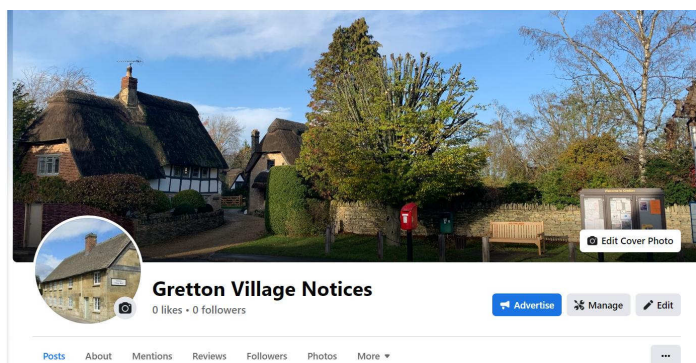 Edit Cover Photo
Gretton Village Notices
0 likes • 0 followers
Advertise
Manage
Edit
Posts
About
Mentions
Reviews
Followers
Photos
More